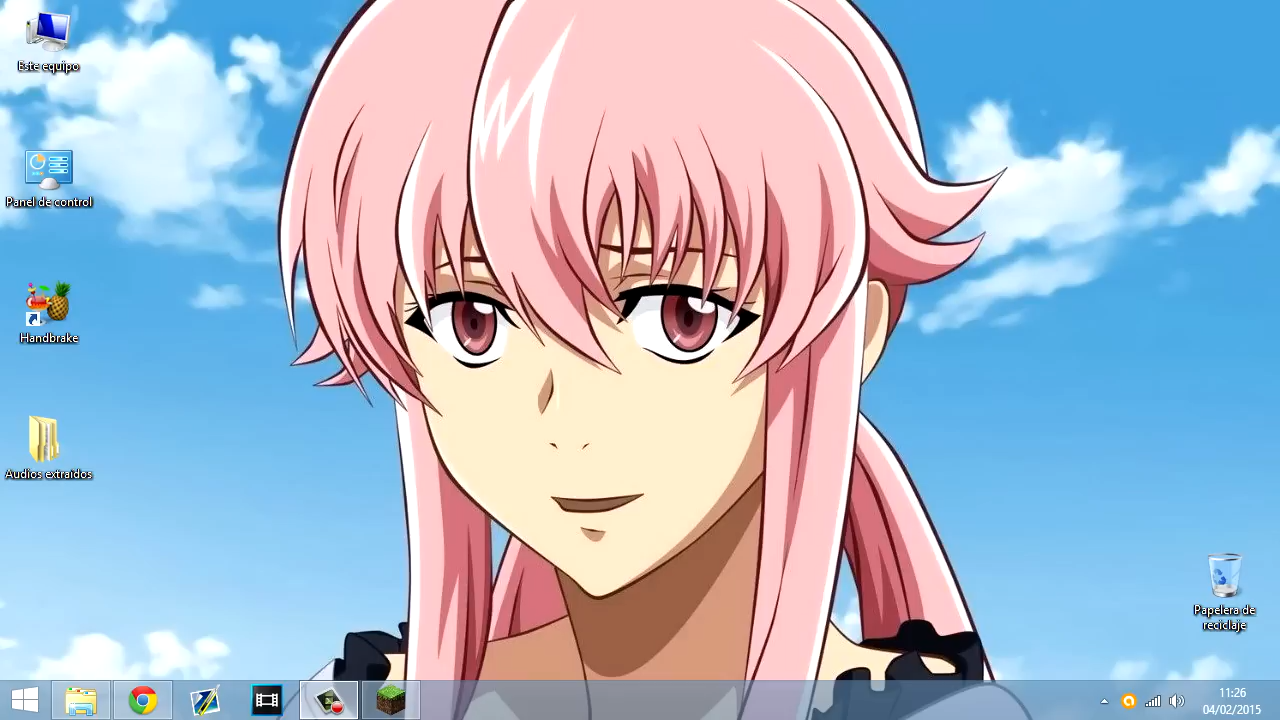 Este equipo
Panel de control
Handbrake
Audios extraidos
Papelera de
reciclaje
11:26
04/02/2015